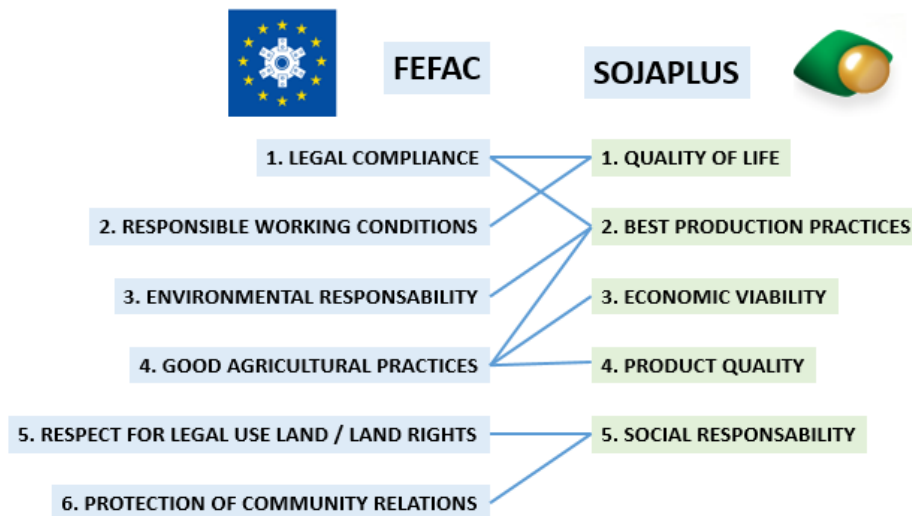 FEFAC
SOJAPLUS
1. LEGAL COMPLIANCE
1. QUALITY OF LIFE
2. RESPONSIBLE WORKING CONDITIONS
2. BEST PRODUCTION PRACTICES
3. ENVIRONMENTAL RESPONSABILITY
3. ECONOMIC VIABILITY
4. GOOD AGRICULTURAL PRACTICES
4. PRODUCT QUALITY
5. RESPECT FOR LEGAL USE LAND / LAND RIGHTS
5. SOCIAL RESPONSABILITY
6. PROTECTION OF COMMUNITY RELATIONS